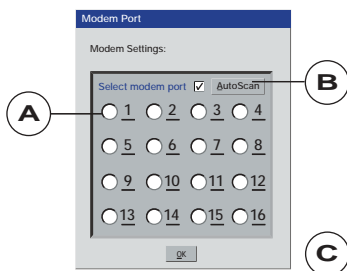 Modem Port
Modem Settings:
Select modem port AutoScan
1 2 3 4
5 6 7 8
9 10 11 12
13 14 15 16
OK
A
B
C